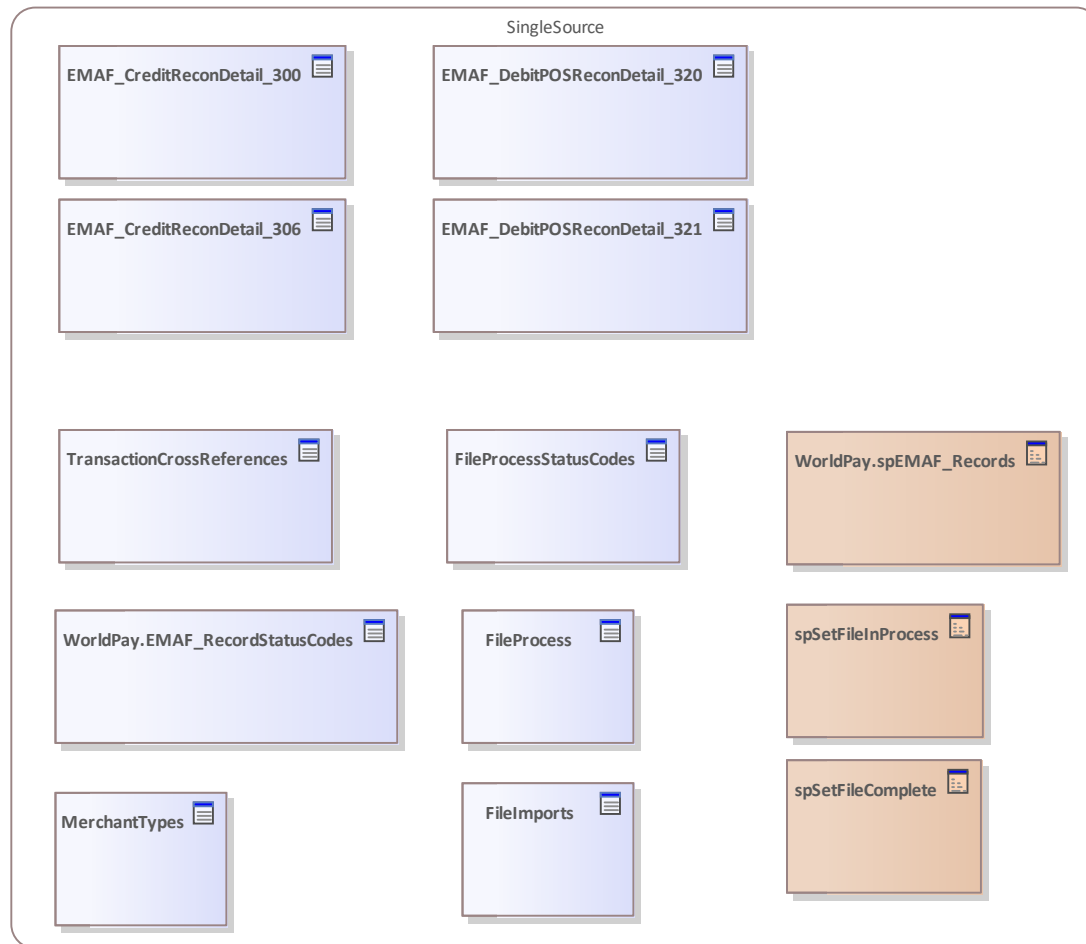 SingleSource
EMAF_CreditReconDetail_300
EMAF_DebitPOSReconDetail_320
EMAF_CreditReconDetail_306
EMAF_DebitPOSReconDetail_321
TransactionCrossReferences
FileProcessStatusCodes
WorldPay.spEMAF_Records
WorldPay.EMAF_RecordStatusCodes
FileProcess
spSetFileInProcess
MerchantTypes
FileImports
spSetFileComplete